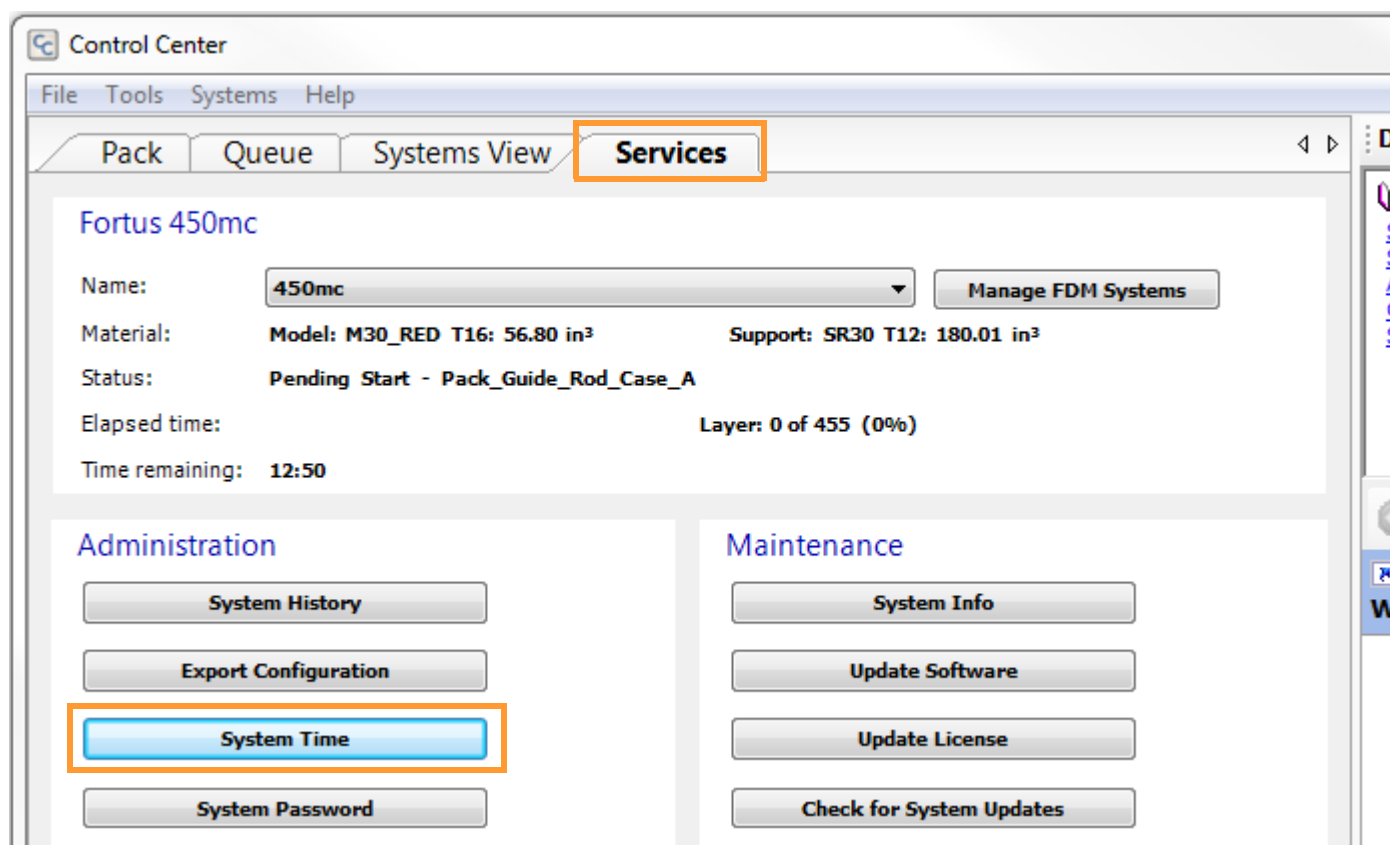 Control Center
File Tools Systems Help
Pack Queue Systems View Services
Fortus 450mc
Name: 450mc Manage FDM Systems
Material: Model: M30_RED T16: 56.80 in³ Support: SR30 T12: 180.01 in³
Status: Pending Start - Pack_Guide_Rod_Case_A
Elapsed time: Layer: 0 of 455 (0%)
Time remaining: 12:50
Administration Maintenance
System History System Info
Export Configuration Update Software
System Time Update License
System Password Check for System Updates